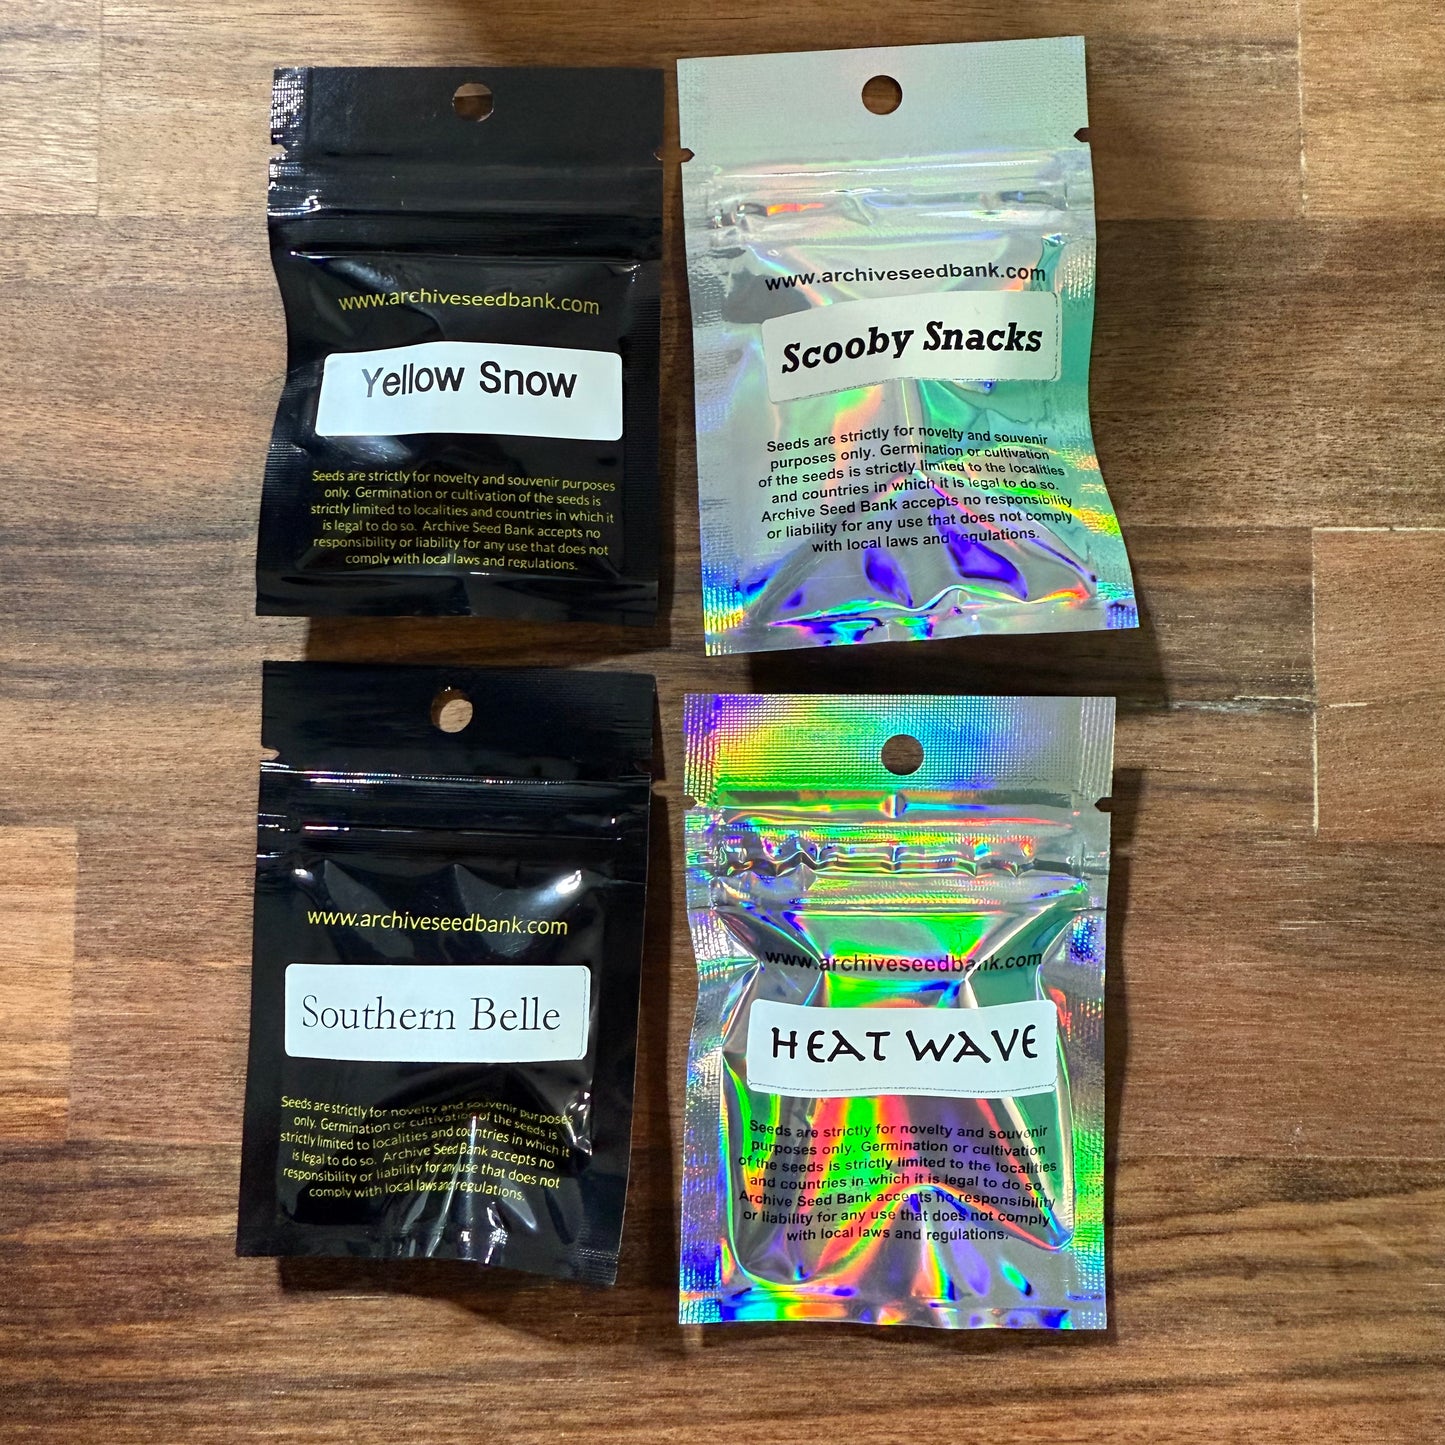 www.archiveseedbank.com
Yellow Snow
Seeds are strictly for novelty and souvenir purposes
only. Germination or cultivation of the seeds is
strictly limited to localities and countries in which it
is legal to do so. Archive Seed Bank accepts no
responsibility or liability for any use that does not
comply with local laws and regulations.
www.archiveseedbank.com
Scooby Snacks
Seeds are strictly for novelty and souvenir
purposes only. Germination or cultivation
of the seeds is strictly limited to the localities
and countries in which it is legal to do so.
Archive Seed Bank accepts no responsibility
or liability for any use that does not comply
with local laws and regulations.
www.archiveseedbank.com
Southern Belle
Seeds are strictly for novelty and souvenir purposes
only. Germination or cultivation of the seeds is
strictly limited to localities and countries in which it
is legal to do so. Archive Seed Bank accepts no
responsibility or liability for any use that does not
comply with local laws and regulations.
www.archiveseedbank.com
HEAT WAVE
Seeds are strictly for novelty and souvenir
purposes only. Germination or cultivation
of the seeds is strictly limited to the localities
and countries in which it is legal to do so.
Archive Seed Bank accepts no responsibility
or liability for any use that does not comply
with local laws and regulations.